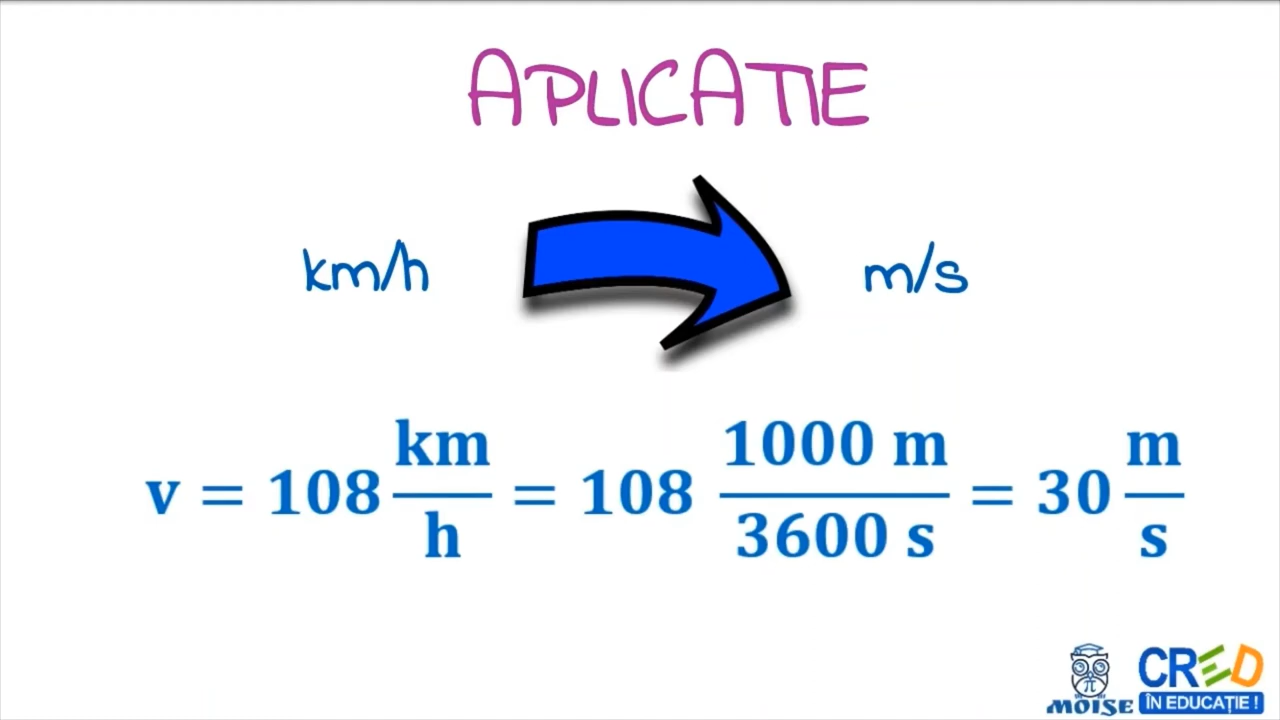 APLICATIE
km/h m/s
v = 108 km/h = 108 1000 m/3600 s = 30 m/s
π
MOISE
CRED
ÎN EDUCAȚIE !